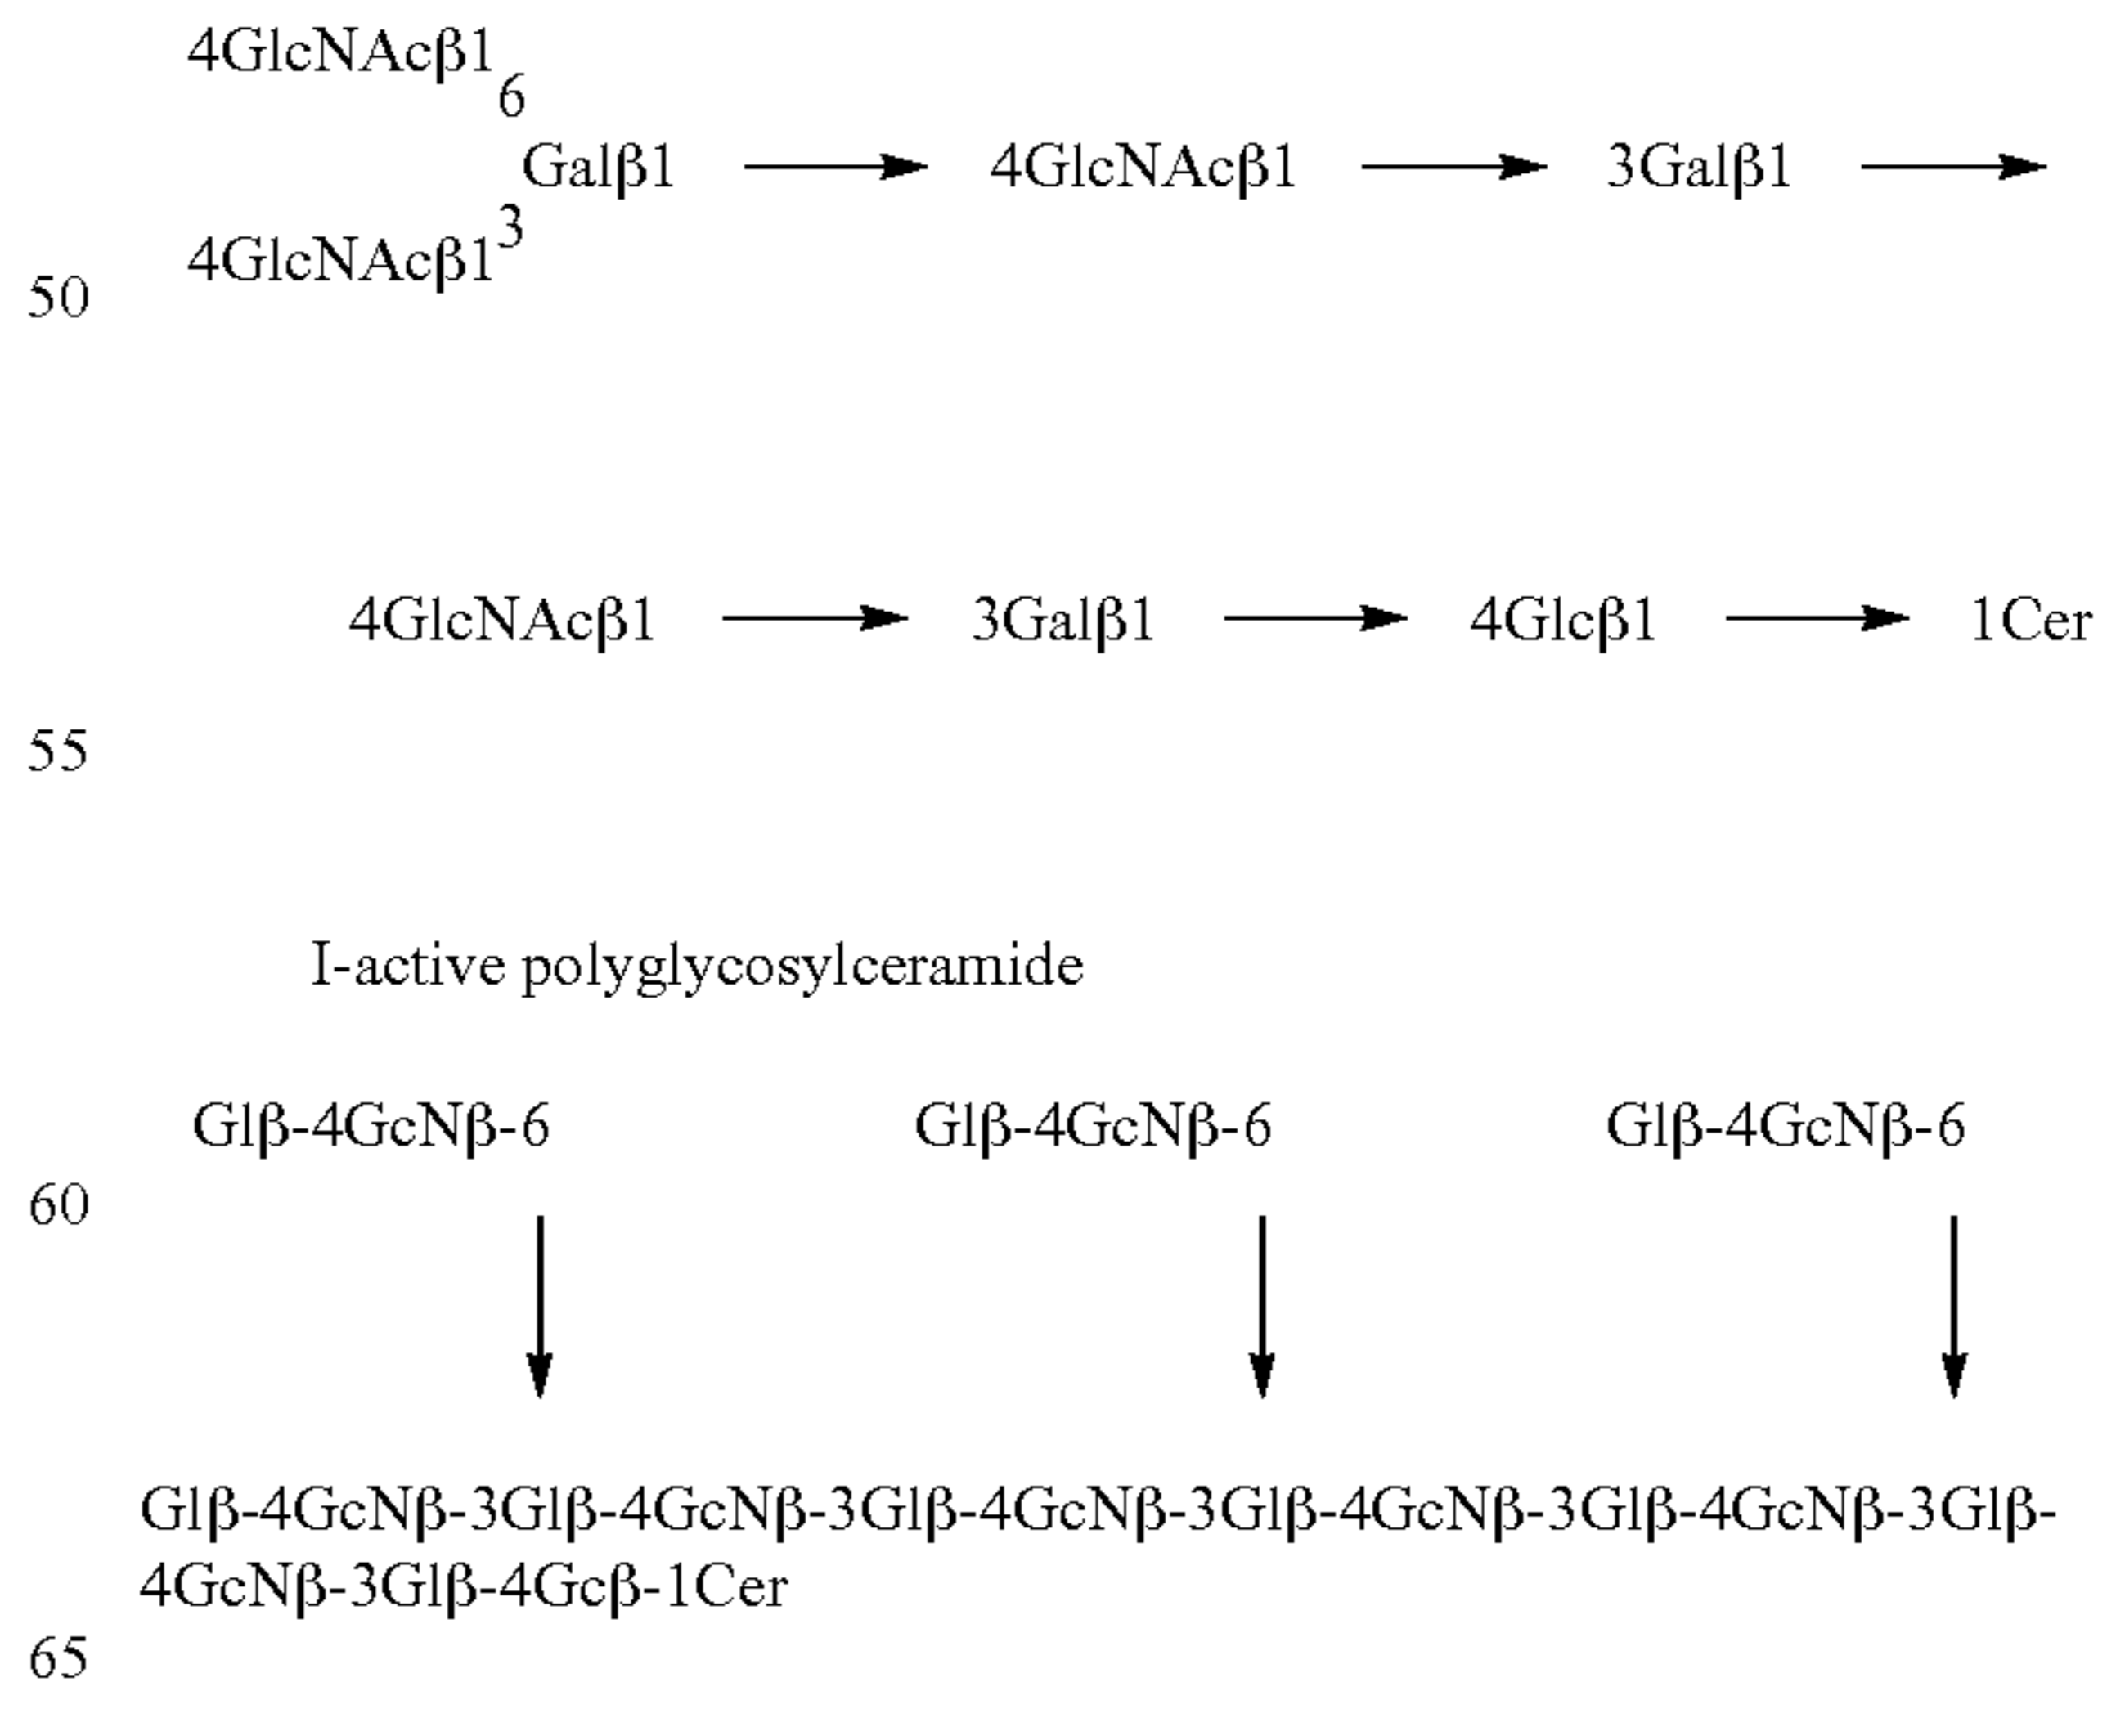 4GlcNAcβ1
6
Galβ1 → 4GlcNAcβ1 → 3Galβ1 →
3
4GlcNAcβ1
50
4GlcNAcβ1 → 3Galβ1 → 4Glcβ1 → 1Cer
55
I-active polyglycosylceramide
Glβ-4GcNβ-6 Glβ-4GcNβ-6 Glβ-4GcNβ-6
60
Glβ-4GcNβ-3Glβ-4GcNβ-3Glβ-4GcNβ-3Glβ-4GcNβ-3Glβ-4GcNβ-3Glβ-
4GcNβ-3Glβ-4Gcβ-1Cer
65